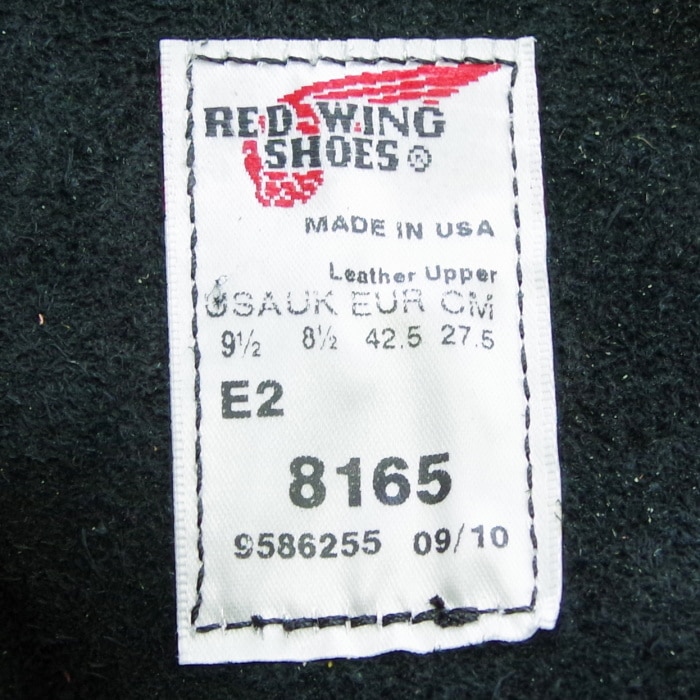 RED WING
SHOES ®
MADE IN USA
Leather Upper
USA UK EUR CM
9½ 8½ 42.5 27.5
E2
8165
9586255 09/10